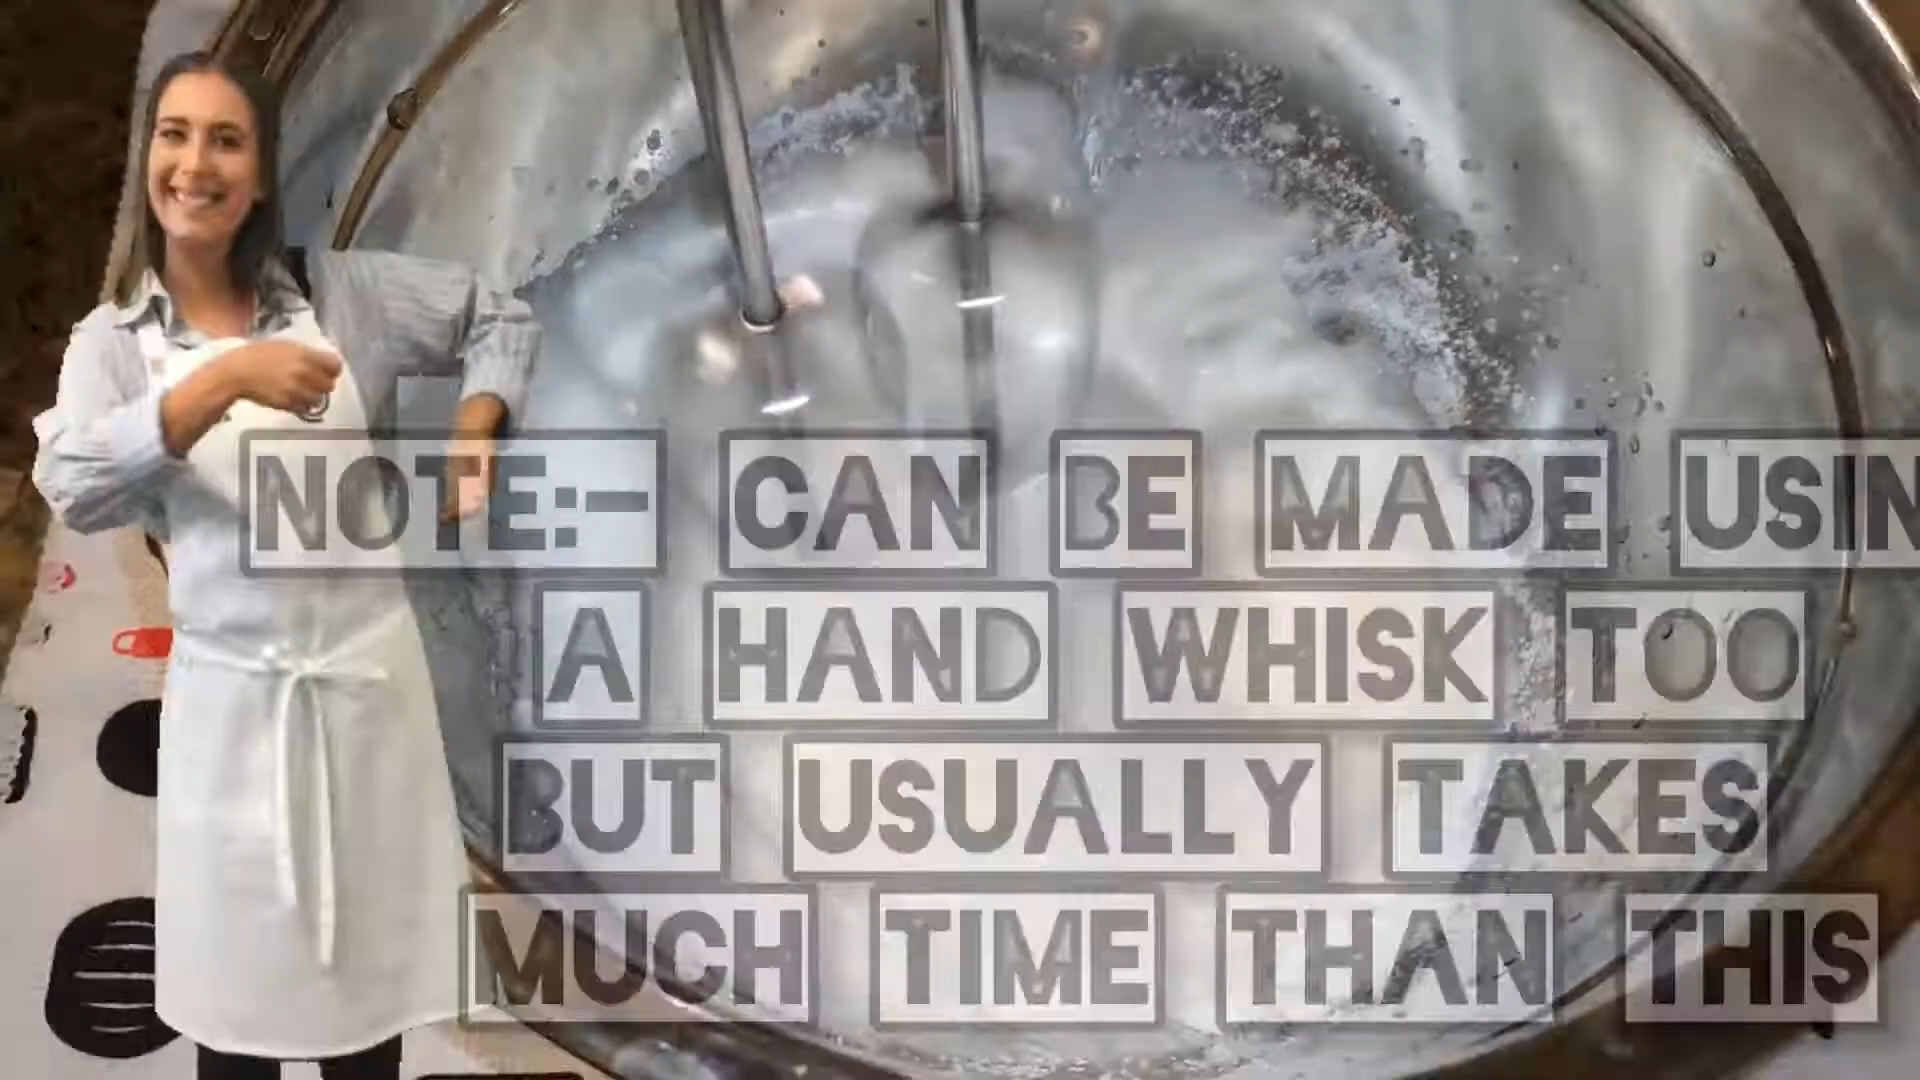 NOTE:- CAN BE MADE USIN
A HAND WHISK TOO
BUT USUALLY TAKES
MUCH TIME THAN THIS